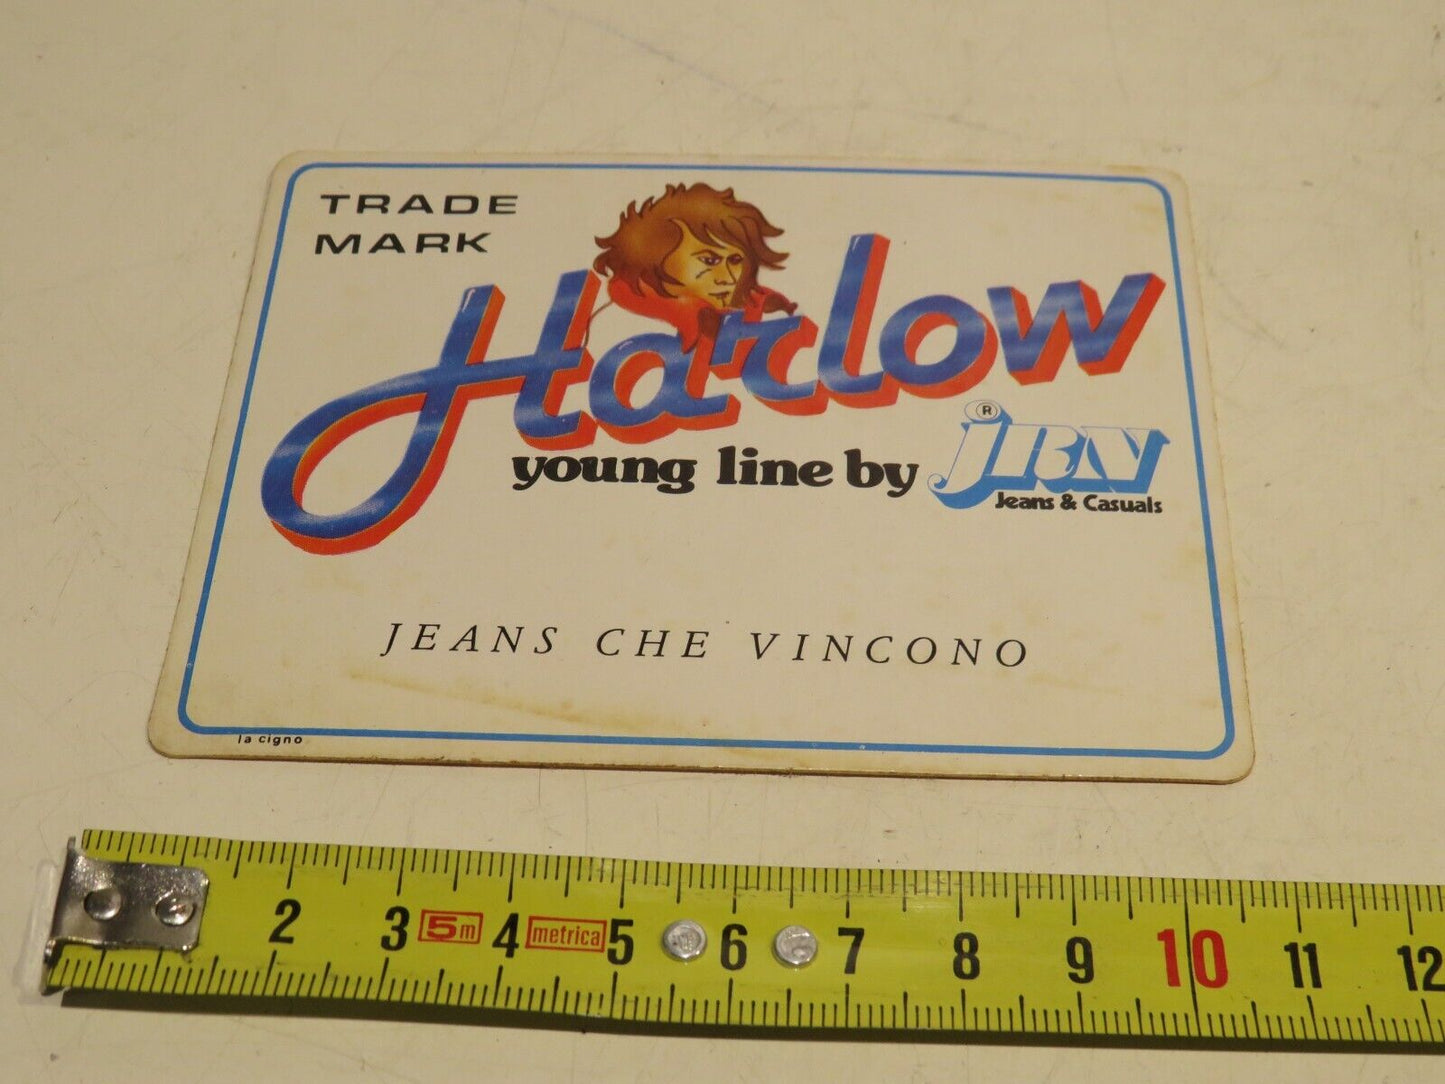 TRADE
MARK
Harlow
young line by JRN ®
Jeans & Casuals
JEANS CHE VINCONO
la cigno
2 3 5m 4 metrica 5 6 7 8 9 10 11 12